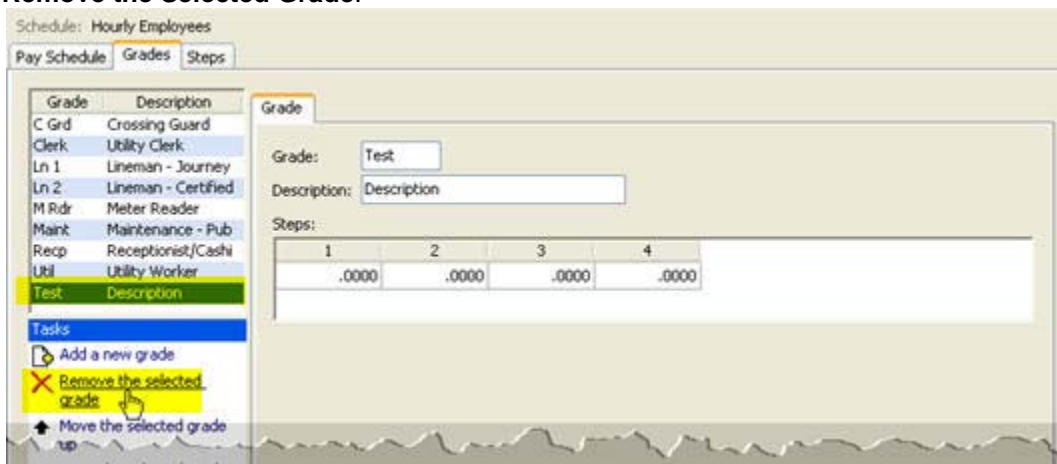 Remove the Selected Grade.
Schedule: Hourly Employees
Pay Schedule Grades Steps
Grade Description
C Grd Crossing Guard
Clerk Utility Clerk
Ln 1 Lineman - Journey
Ln 2 Lineman - Certified
M Rdr Meter Reader
Maint Maintenance - Pub
Recp Receptionist/Cashi
Util Utility Worker
Test Description
Tasks
Add a new grade
Remove the selected
grade
Move the selected grade
up
Grade
Grade: Test
Description: Description
Steps:
1 2 3 4
.0000 .0000 .0000 .0000